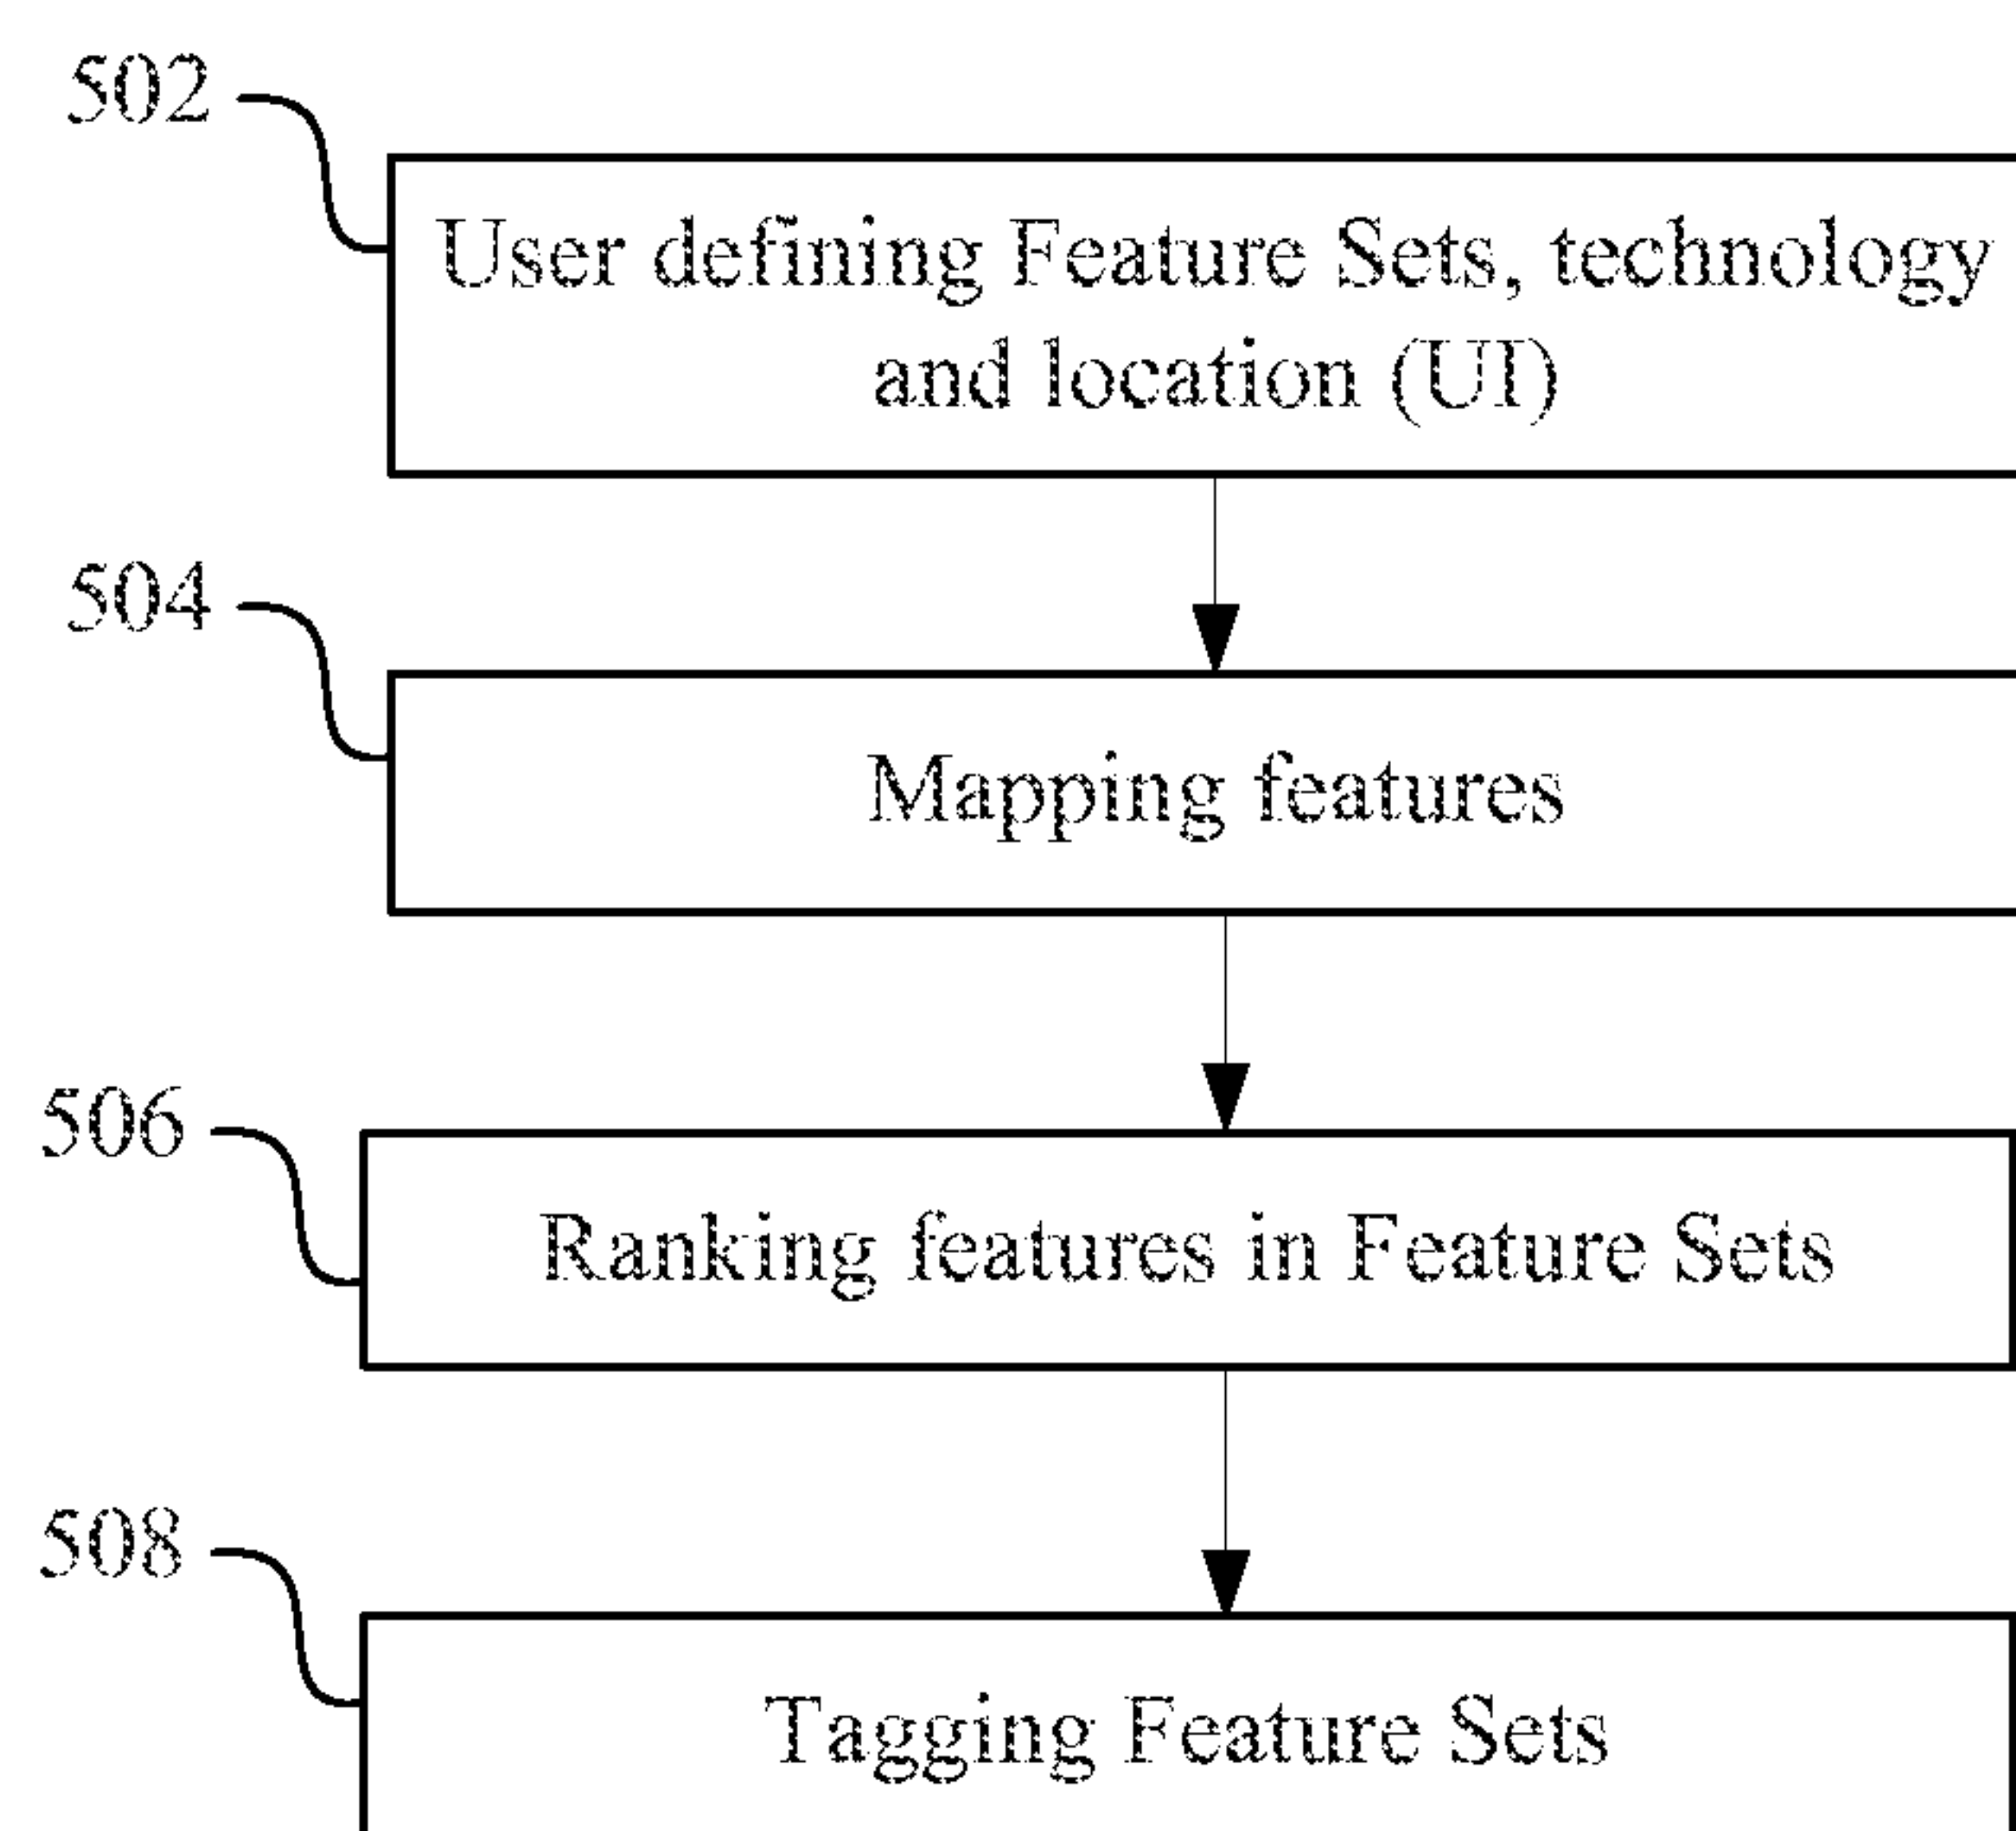 502
User defining Feature Sets, technology
and location (UI)
504
Mapping features
506
Ranking features in Feature Sets
508
Tagging Feature Sets